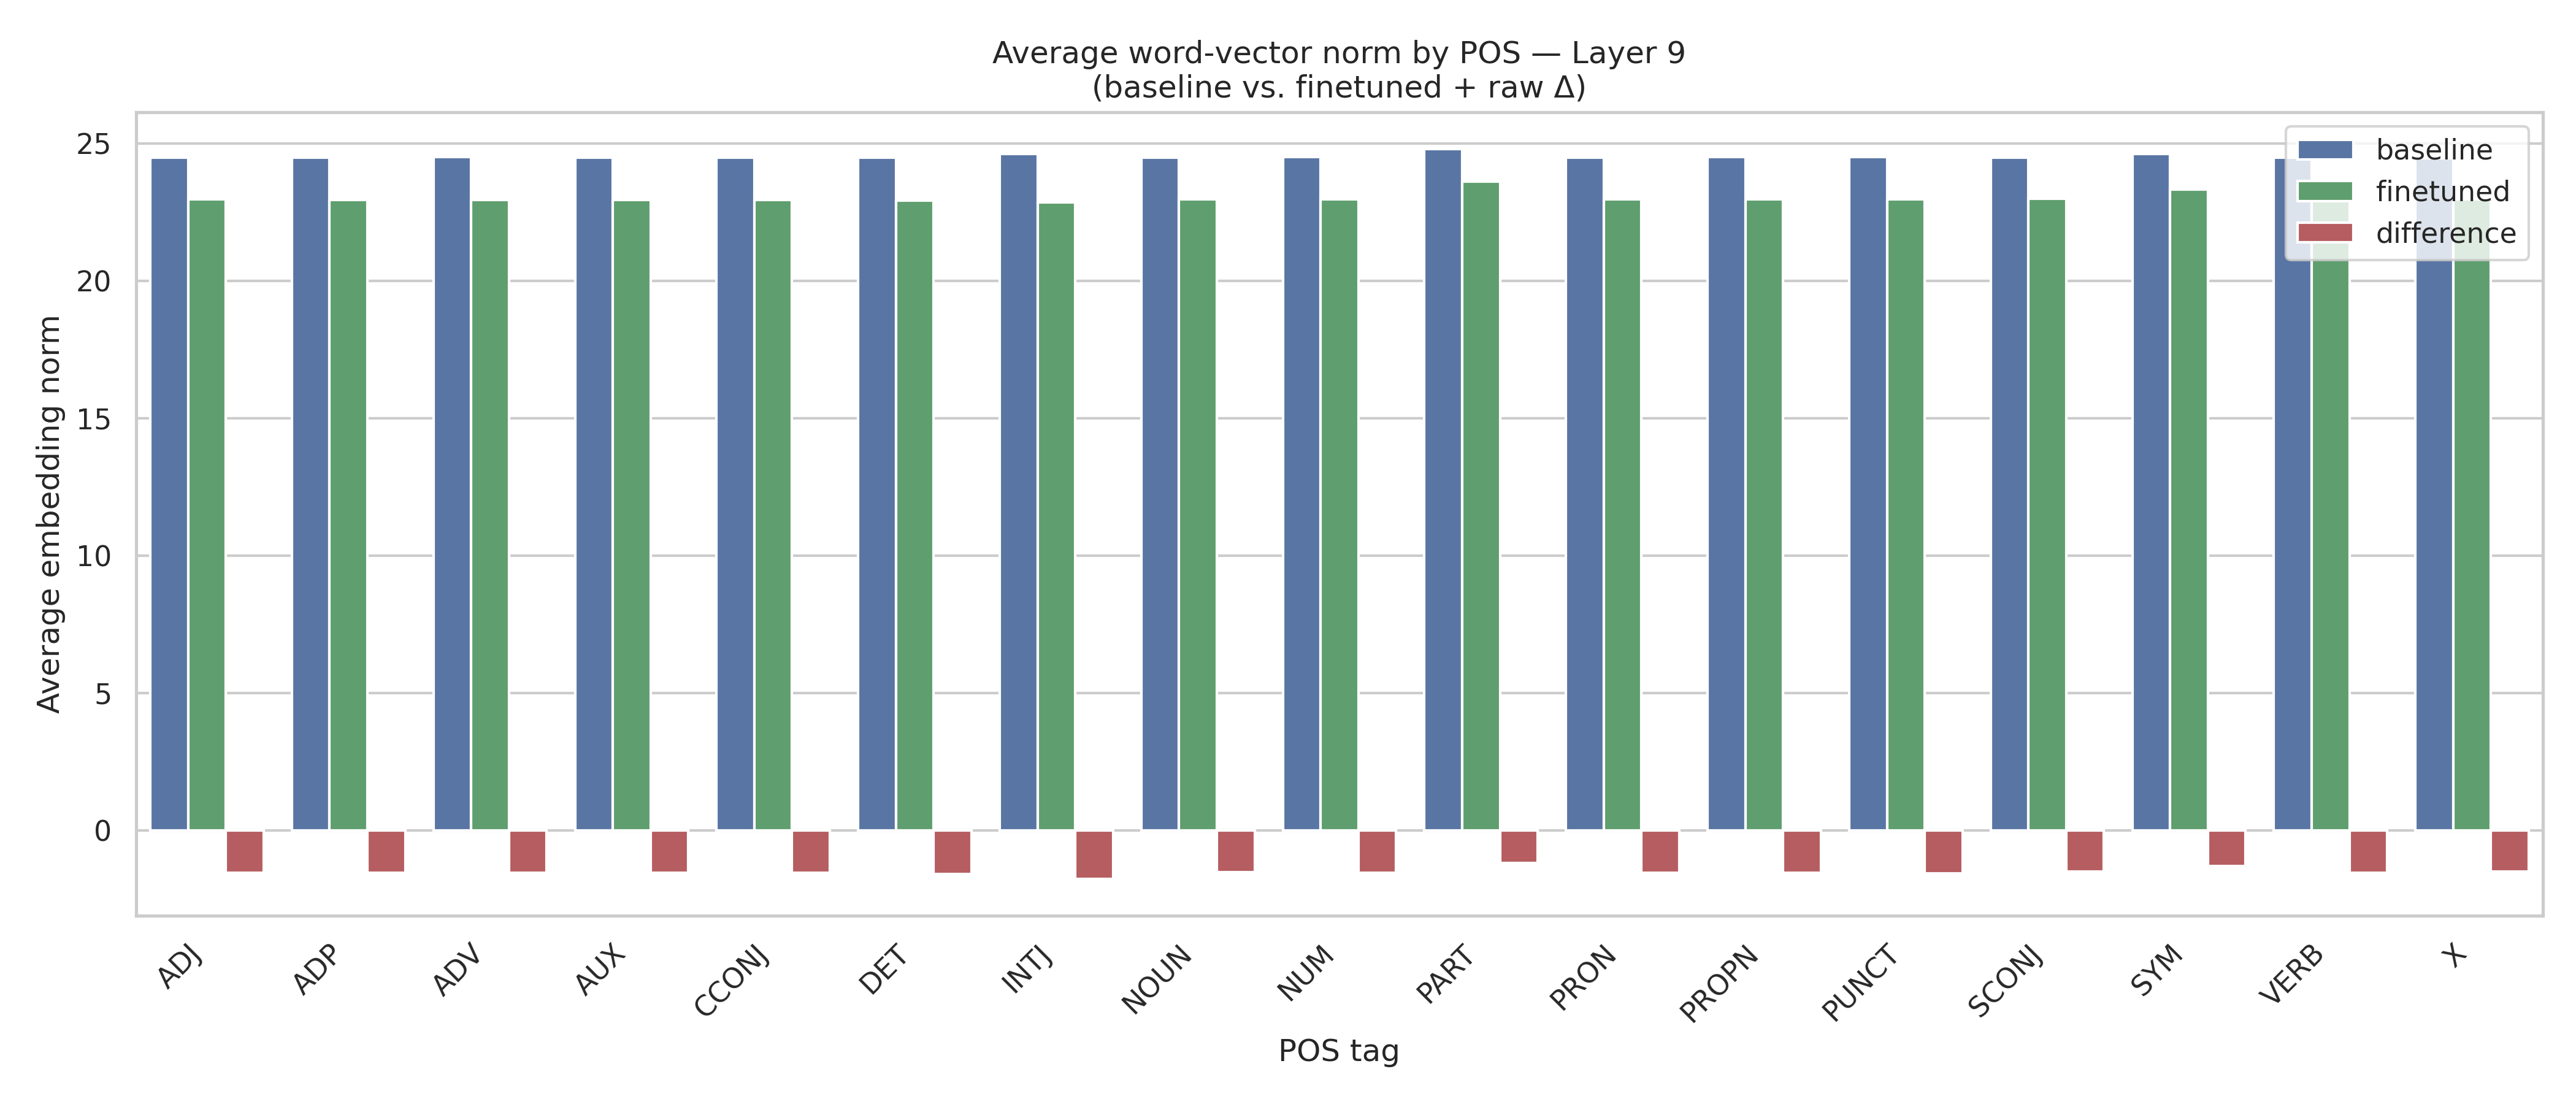 Average word-vector norm by POS — Layer 9
(baseline vs. finetuned + raw Δ)
baseline
finetuned
difference
Average embedding norm
25
20
15
10
5
0
ADJ
ADP
ADV
AUX
CCONJ
DET
INTJ
NOUN
NUM
PART
PRON
PROPN
PUNCT
SCONJ
SYM
VERB
X
POS tag